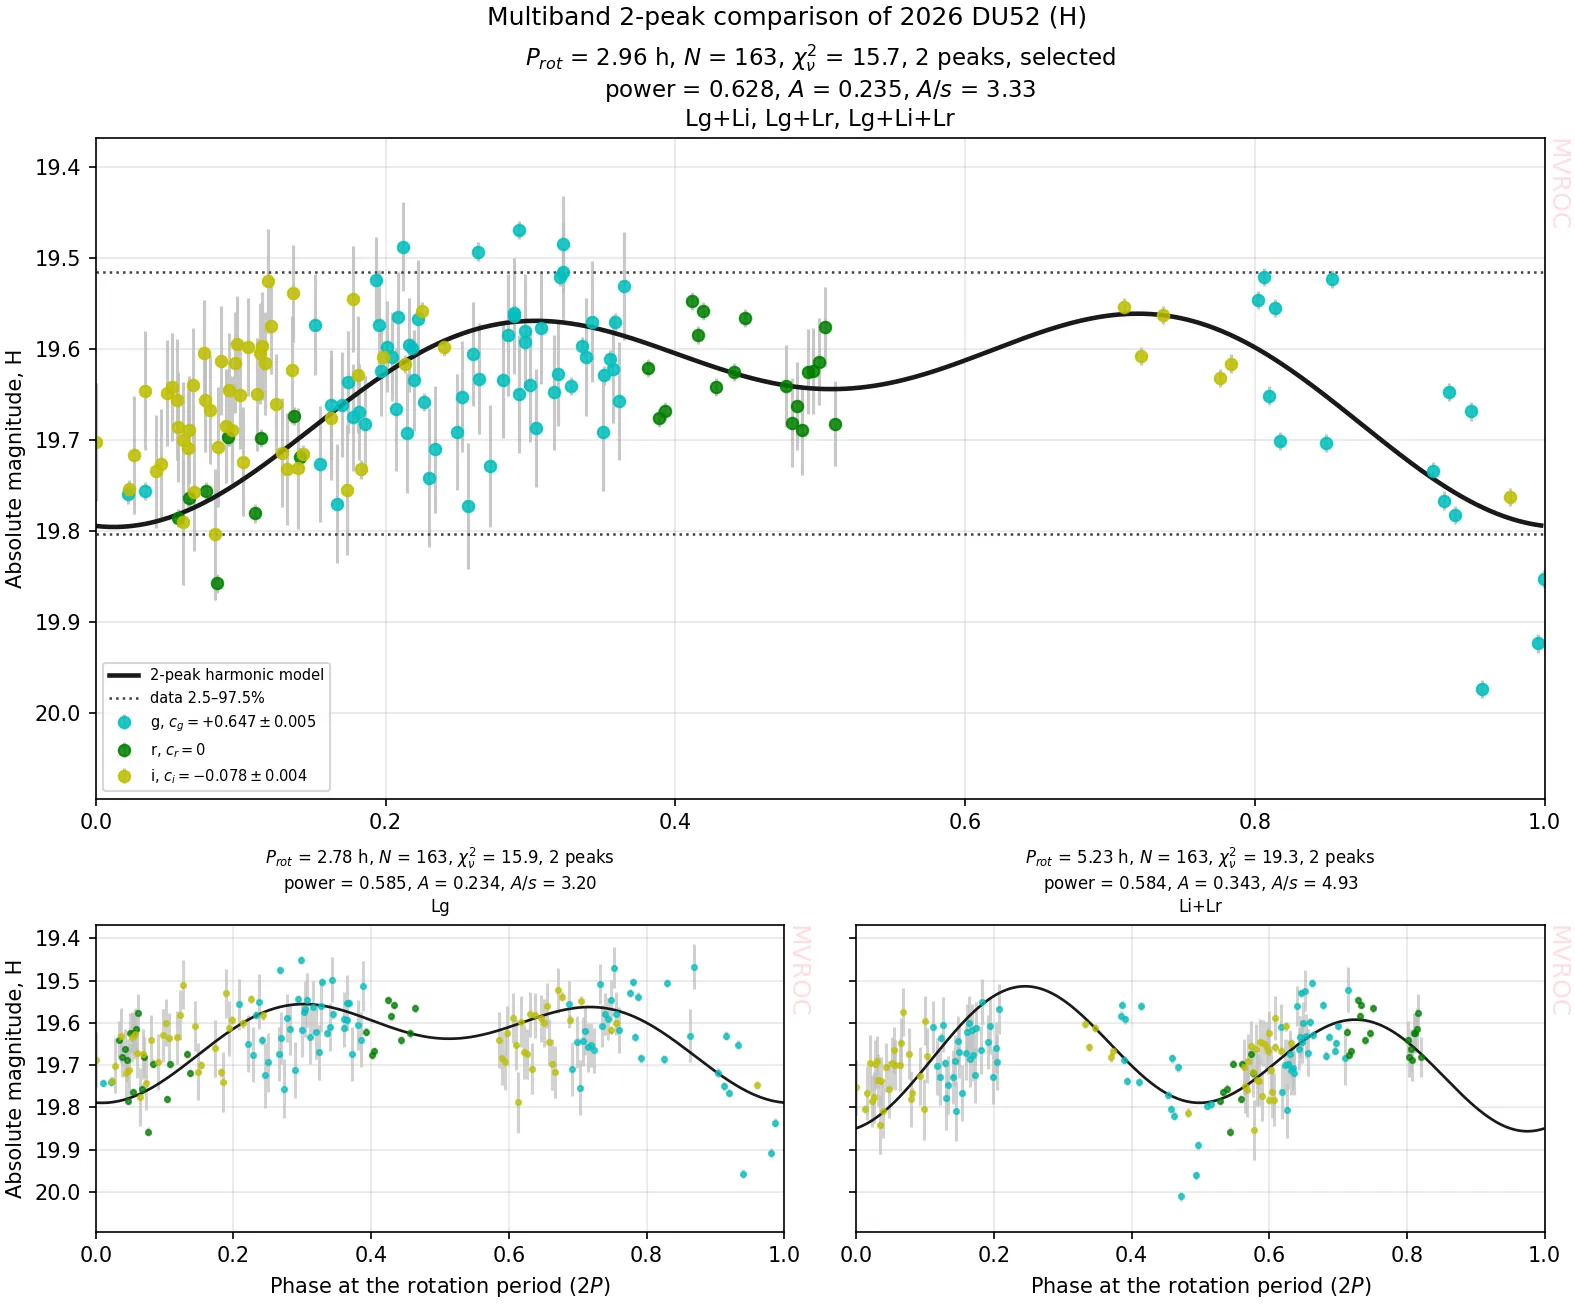 Multiband 2-peak comparison of 2026 DU52 (H)
P_rot = 2.96 h, N = 163, χ²_ν = 15.7, 2 peaks, selected
power = 0.628, A = 0.235, A/s = 3.33
Lg+Li, Lg+Lr, Lg+Li+Lr
MVROC
Absolute magnitude, H
19.4
19.5
19.6
19.7
19.8
19.9
20.0
2-peak harmonic model
data 2.5–97.5%
g, c_g = +0.647 ± 0.005
r, c_r = 0
i, c_i = −0.078 ± 0.004
0.0 0.2 0.4 0.6 0.8 1.0
P_rot = 2.78 h, N = 163, χ²_ν = 15.9, 2 peaks
power = 0.585, A = 0.234, A/s = 3.20
Lg
MVROC
Absolute magnitude, H
19.4
19.5
19.6
19.7
19.8
19.9
20.0
0.0 0.2 0.4 0.6 0.8 1.0
Phase at the rotation period (2P)
P_rot = 5.23 h, N = 163, χ²_ν = 19.3, 2 peaks
power = 0.584, A = 0.343, A/s = 4.93
Li+Lr
MVROC
0.0 0.2 0.4 0.6 0.8 1.0
Phase at the rotation period (2P)